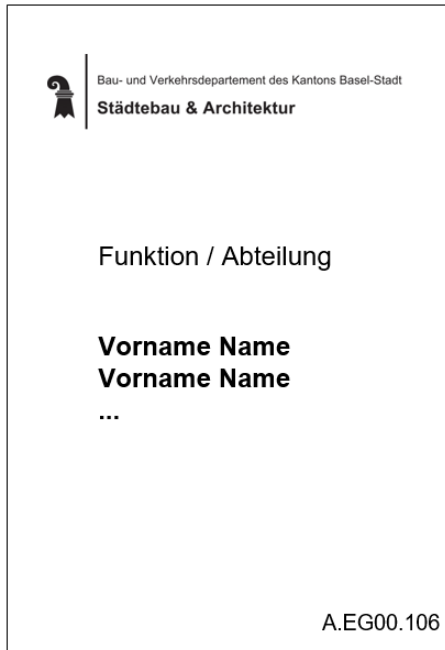 Bau- und Verkehrsdepartement des Kantons Basel-Stadt
Städtebau & Architektur
Funktion / Abteilung
Vorname Name
Vorname Name
...
A.EG00.106